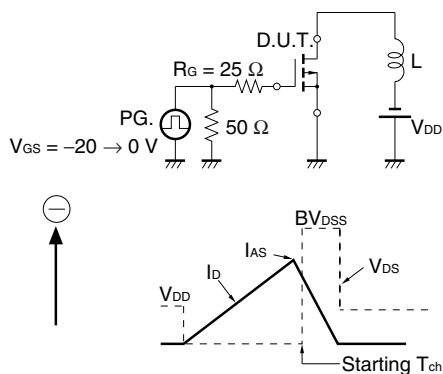 D.U.T.
L
RG = 25 Ω
PG.
50 Ω
VDD
VGS = −20 → 0 V
−
BVDSS
IAS
ID
VDS
VDD
Starting Tch